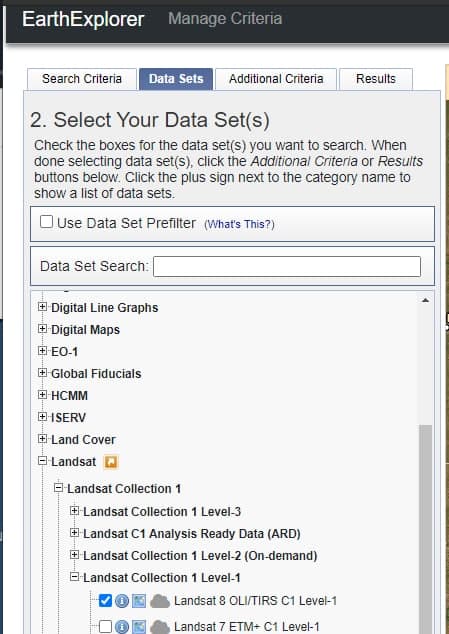 EarthExplorer Manage Criteria
Search Criteria Data Sets Additional Criteria Results
2. Select Your Data Set(s)
Check the boxes for the data set(s) you want to search. When
done selecting data set(s), click the Additional Criteria or Results
buttons below. Click the plus sign next to the category name to
show a list of data sets.
Use Data Set Prefilter (What's This?)
Data Set Search:
Digital Line Graphs
Digital Maps
EO-1
Global Fiducials
HCMM
ISERV
Land Cover
Landsat
Landsat Collection 1
Landsat Collection 1 Level-3
Landsat C1 Analysis Ready Data (ARD)
Landsat Collection 1 Level-2 (On-demand)
Landsat Collection 1 Level-1
Landsat 8 OLI/TIRS C1 Level-1
Landsat 7 ETM+ C1 Level-1